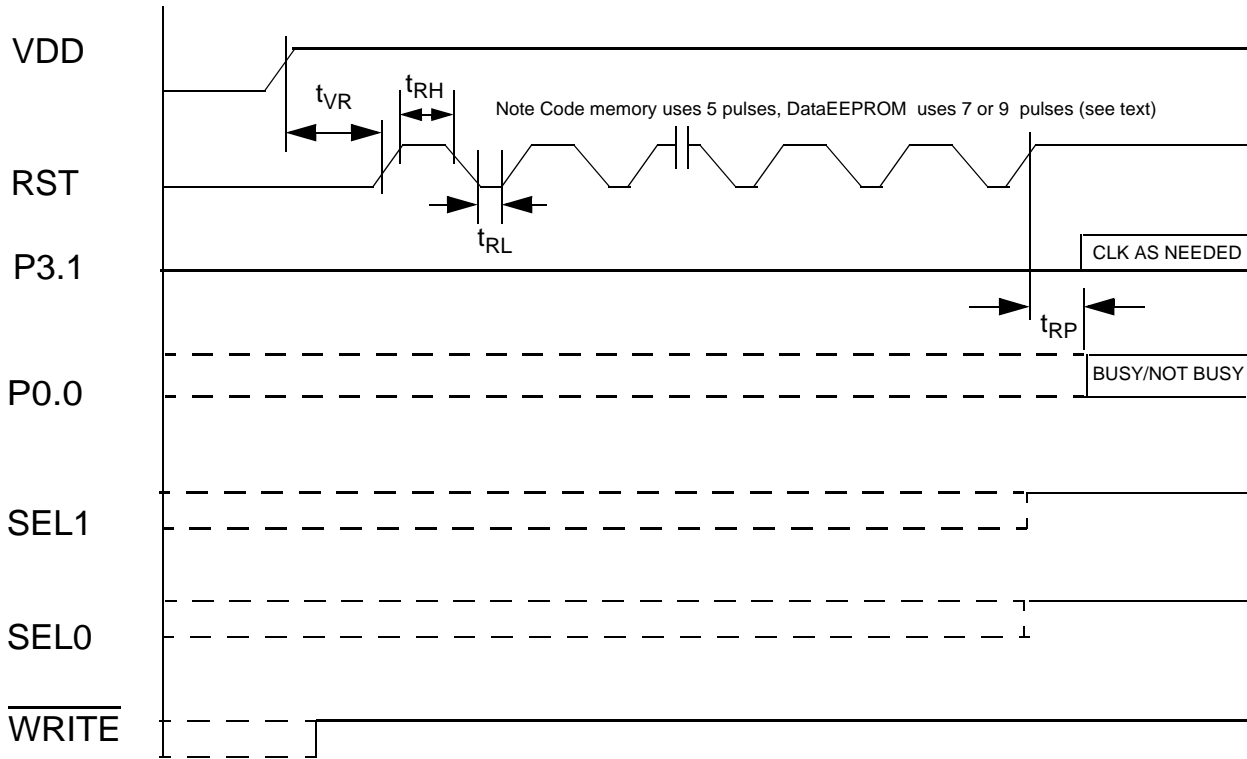 VDD
tVR
tRH
Note Code memory uses 5 pulses, DataEEPROM uses 7 or 9 pulses (see text)
RST
tRL
P3.1
CLK AS NEEDED
tRP
P0.0
BUSY/NOT BUSY
SEL1
SEL0
WRITE